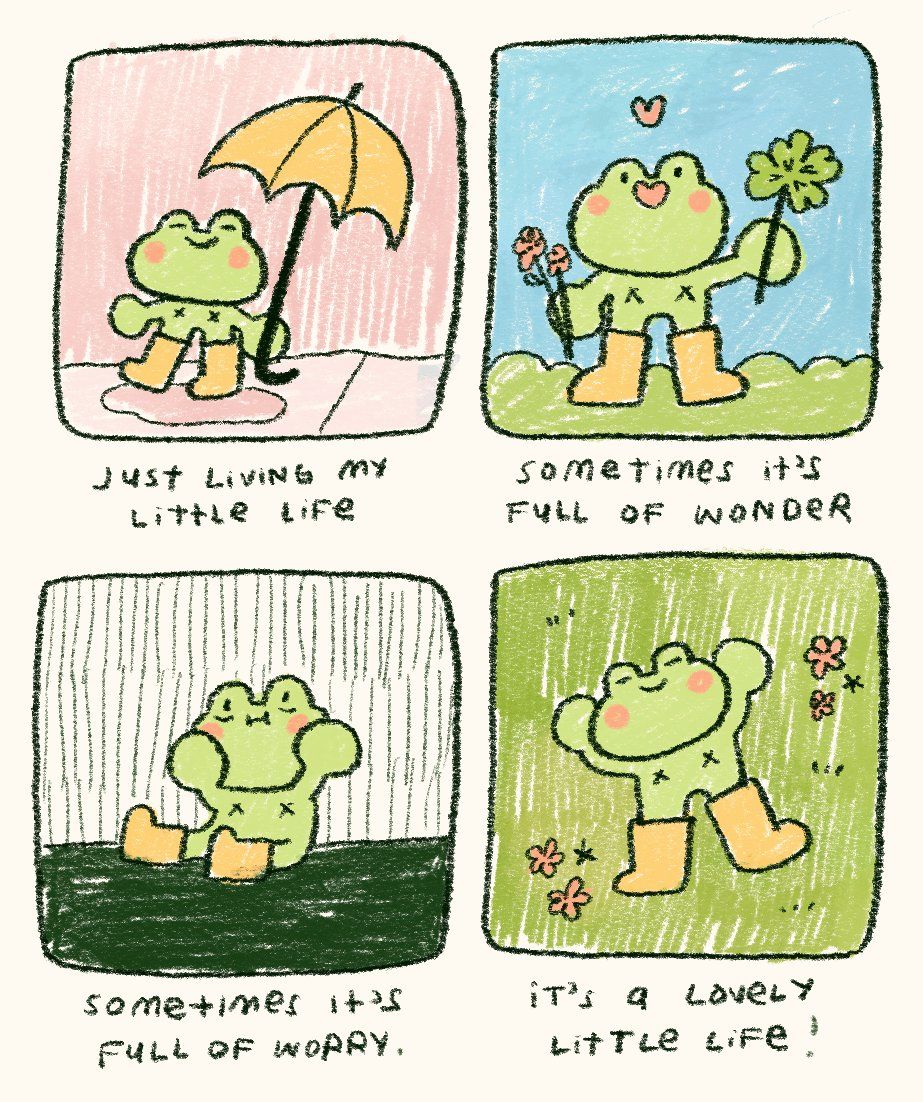 JUST LIVING MY
LITTLE LIFE
SOMETIMES IT'S
FULL OF WONDER
SOMETIMES IT'S
FULL OF WORRY.
IT'S A LOVELY
LITTLE LIFE!